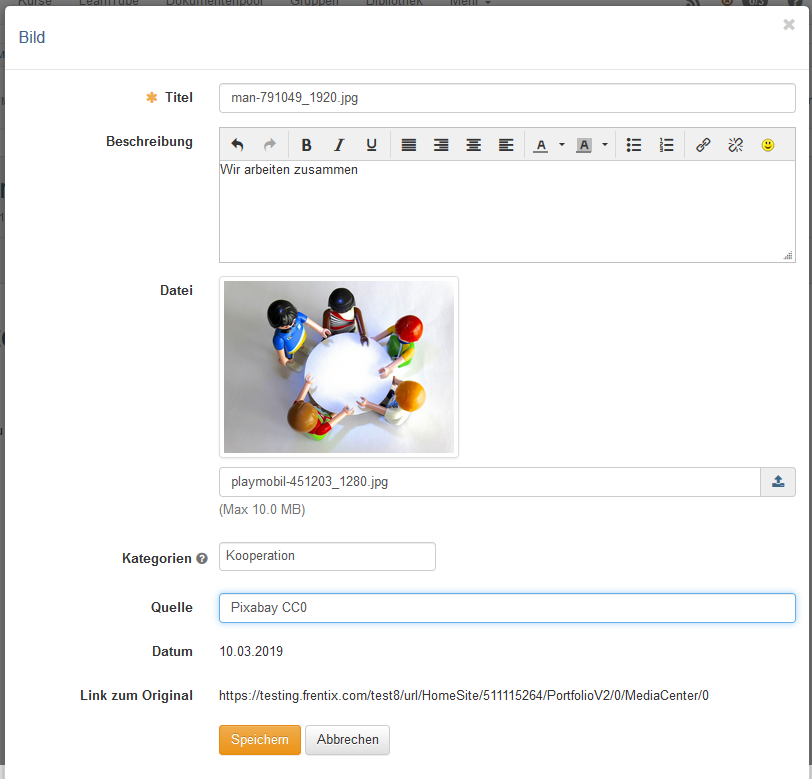 Kurse LearnTube Dokumentenpool Gruppen Bibliothek Mehr
Bild
Titel man-791049_1920.jpg
Beschreibung
B I U A A
Wir arbeiten zusammen
Datei
playmobil-451203_1280.jpg
(Max 10.0 MB)
Kategorien Kooperation
Quelle Pixabay CC0
Datum 10.03.2019
Link zum Original https://testing.frentix.com/test8/url/HomeSite/511115264/PortfolioV2/0/MediaCenter/0
Speichern Abbrechen